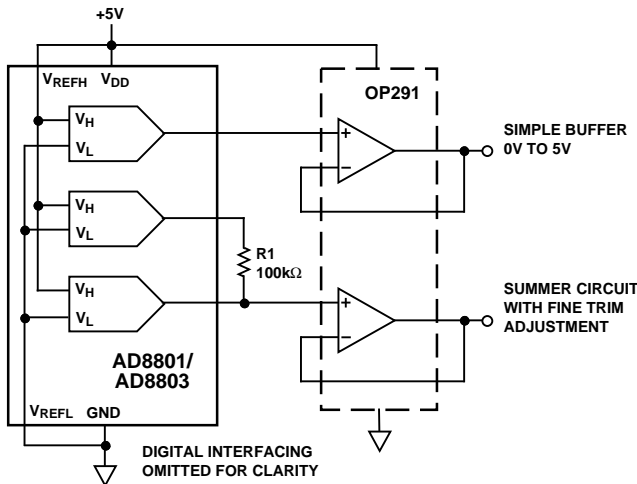 +5V
VREFH VDD
OP291
VH
VL
+
−
SIMPLE BUFFER
0V TO 5V
VH
VL
R1
100kΩ
VH
VL
+
−
SUMMER CIRCUIT
WITH FINE TRIM
ADJUSTMENT
AD8801/
AD8803
VREFL GND
DIGITAL INTERFACING
OMITTED FOR CLARITY